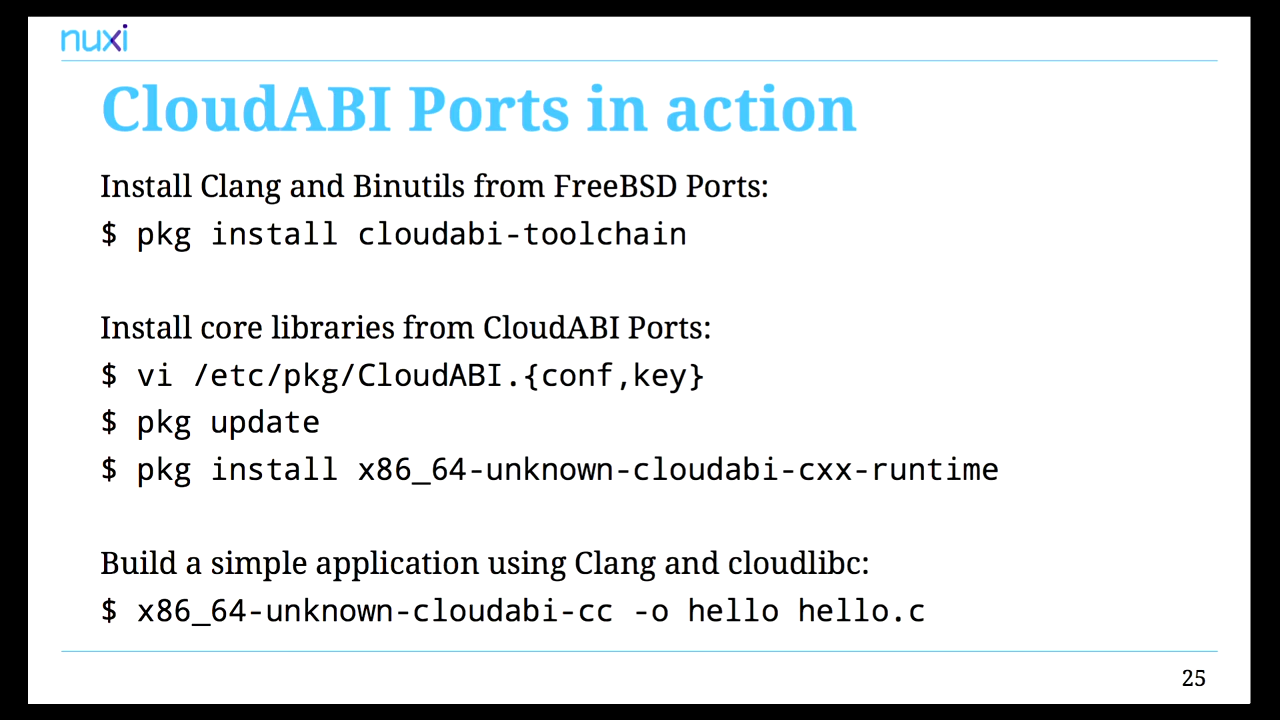 nuxi
CloudABI Ports in action
Install Clang and Binutils from FreeBSD Ports:
$ pkg install cloudabi-toolchain
Install core libraries from CloudABI Ports:
$ vi /etc/pkg/CloudABI.{conf,key}
$ pkg update
$ pkg install x86_64-unknown-cloudabi-cxx-runtime
Build a simple application using Clang and cloudlibc:
$ x86_64-unknown-cloudabi-cc -o hello hello.c
25